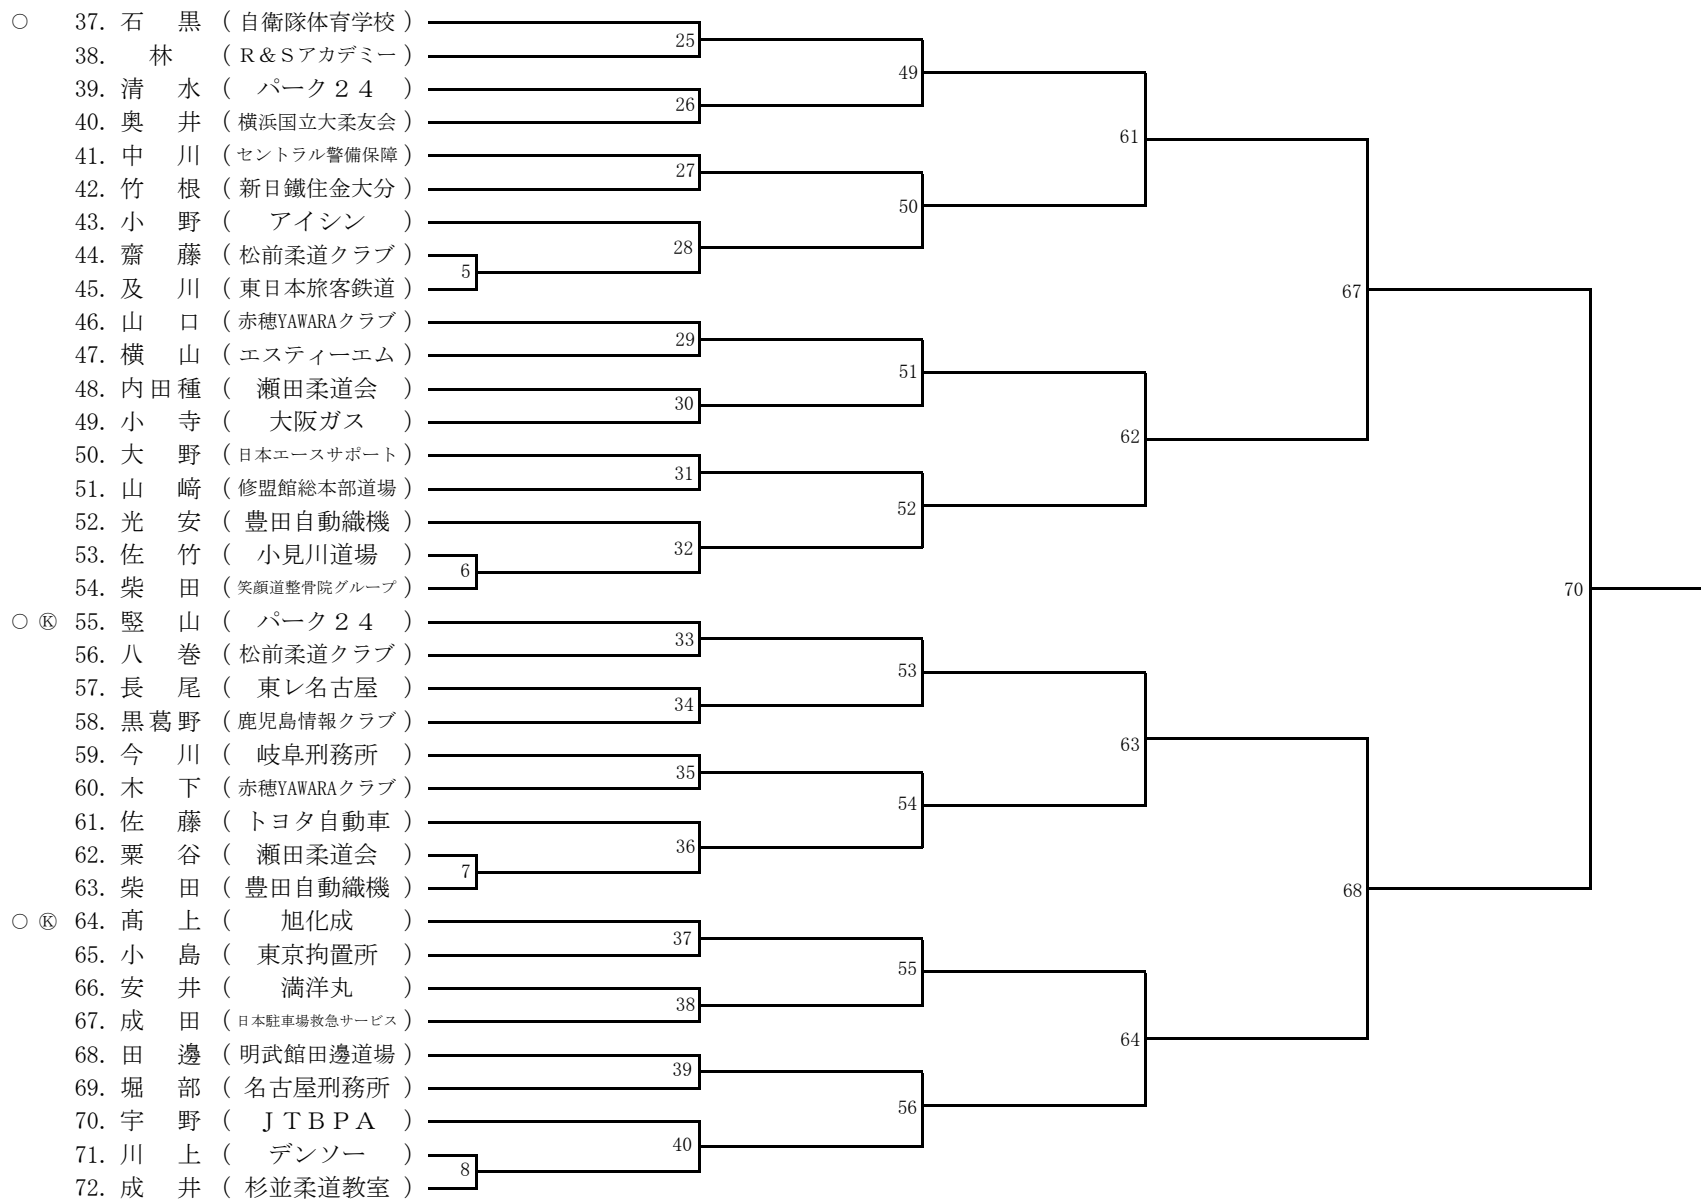 ○ 37. 石 黒 ( 自衛隊体育学校 )
38. 林 ( R&Sアカデミー )
25
39. 清 水 ( パーク24 )
49
40. 奥 井 ( 横浜国立大柔友会 )
26
41. 中 川 ( セントラル警備保障 )
61
42. 竹 根 ( 新日鐵住金大分 )
27
43. 小 野 ( アイシン )
50
44. 齋 藤 ( 松前柔道クラブ )
28
45. 及 川 ( 東日本旅客鉄道 )
5
67
46. 山 口 ( 赤穂YAWARAクラブ )
47. 横 山 ( エスティーエム )
29
48. 内田種 ( 瀬田柔道会 )
51
49. 小 寺 ( 大阪ガス )
30
50. 大 野 ( 日本エースサポート )
62
51. 山 﨑 ( 修盟館総本部道場 )
31
52. 光 安 ( 豊田自動織機 )
52
53. 佐 竹 ( 小見川道場 )
32
54. 柴 田 ( 笑顔道整骨院グループ )
6
70
○ Ⓚ 55. 竪 山 ( パーク24 )
56. 八 巻 ( 松前柔道クラブ )
33
57. 長 尾 ( 東レ名古屋 )
53
58. 黒葛野 ( 鹿児島情報クラブ )
34
59. 今 川 ( 岐阜刑務所 )
63
60. 木 下 ( 赤穂YAWARAクラブ )
35
61. 佐 藤 ( トヨタ自動車 )
54
62. 粟 谷 ( 瀬田柔道会 )
36
63. 柴 田 ( 豊田自動織機 )
7
68
○ Ⓚ 64. 髙 上 ( 旭化成 )
65. 小 島 ( 東京拘置所 )
37
66. 安 井 ( 満洋丸 )
55
67. 成 田 ( 日本駐車場救急サービス )
38
68. 田 邊 ( 明武館田邊道場 )
64
69. 堀 部 ( 名古屋刑務所 )
39
70. 宇 野 ( JTBPA )
56
71. 川 上 ( デンソー )
40
72. 成 井 ( 杉並柔道教室 )
8